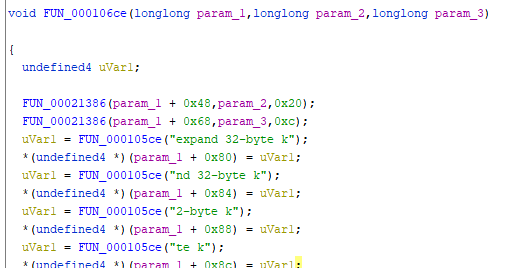 void FUN_000106ce(longlong param_1,longlong param_2,longlong param_3)
{
undefined4 uVar1;
FUN_00021386(param_1 + 0x48,param_2,0x20);
FUN_00021386(param_1 + 0x68,param_3,0xc);
uVar1 = FUN_000105ce("expand 32-byte k");
*(undefined4 *)(param_1 + 0x80) = uVar1;
uVar1 = FUN_000105ce("nd 32-byte k");
*(undefined4 *)(param_1 + 0x84) = uVar1;
uVar1 = FUN_000105ce("2-byte k");
*(undefined4 *)(param_1 + 0x88) = uVar1;
uVar1 = FUN_000105ce("te k");
*(undefined4 *)(param_1 + 0x8c) = uVar1;